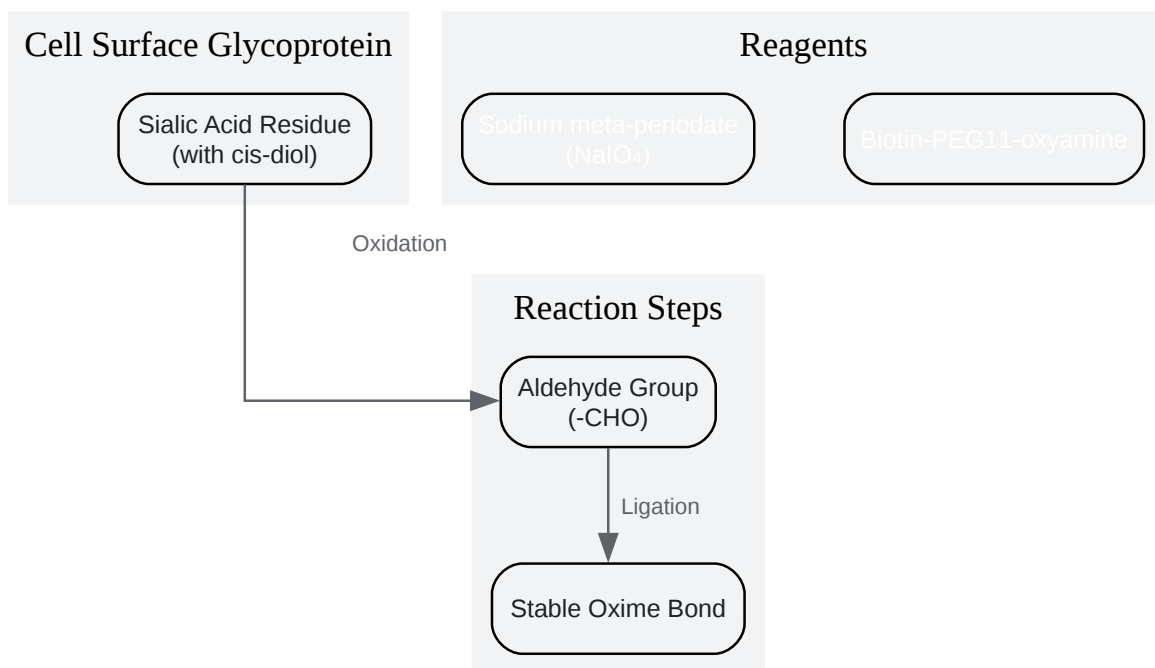 Cell Surface Glycoprotein
Reagents
Sialic Acid Residue
(with cis-diol)
Sodium meta-periodate
(NaIO₄)
Biotin-PEG11-oxyamine
Oxidation
Reaction Steps
Aldehyde Group
(-CHO)
Ligation
Stable Oxime Bond